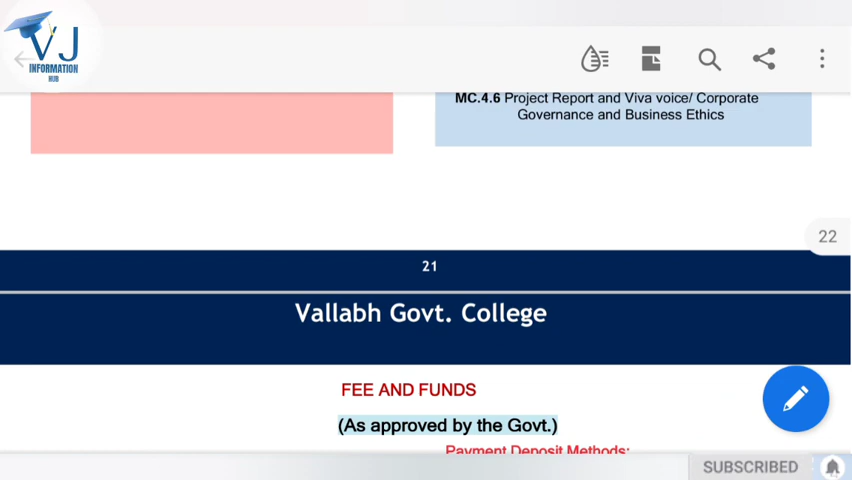 VJ
INFORMATION
HUB
MC.4.6 Project Report and Viva voice/ Corporate
Governance and Business Ethics
22
21
Vallabh Govt. College
FEE AND FUNDS
(As approved by the Govt.)
Payment Deposit Methods:
SUBSCRIBED